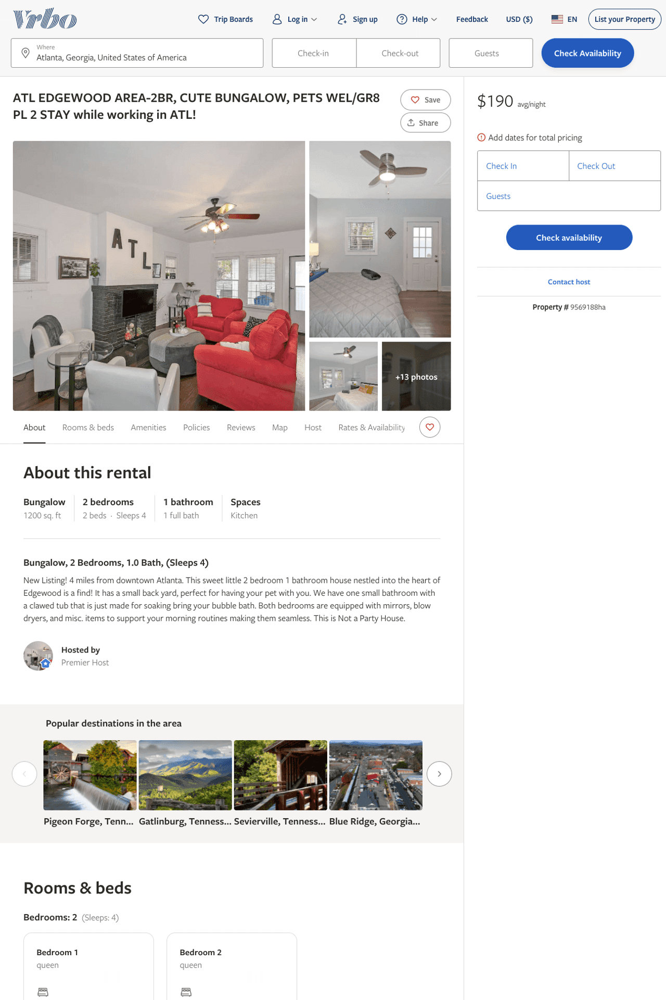 Vrbo
Trip Boards
Log in
Sign up
Help
Feedback
USD ($)
EN
List your Property
Where
Atlanta, Georgia, United States of America
Check-in
Check-out
Guests
Check Availability
ATL EDGEWOOD AREA-2BR, CUTE BUNGALOW, PETS WEL/GR8
PL 2 STAY while working in ATL!
Save
Share
$190 avg/night
Add dates for total pricing
Check In
Check Out
Guests
Check availability
Contact host
Property # 9569188ha
ATL
+13 photos
About
Rooms & beds
Amenities
Policies
Reviews
Map
Host
Rates & Availability
About this rental
Bungalow
1200 sq. ft
2 bedrooms
2 beds · Sleeps 4
1 bathroom
1 full bath
Spaces
Kitchen
Bungalow, 2 Bedrooms, 1.0 Bath, (Sleeps 4)
New Listing! 4 miles from downtown Atlanta. This sweet little 2 bedroom 1 bathroom house nestled into the heart of
Edgewood is a find! It has a small back yard, perfect for having your pet with you. We have one small bathroom with
a clawed tub that is just made for soaking bring your bubble bath. Both bedrooms are equipped with mirrors, blow
dryers, and misc. items to support your morning routines making them seamless. This is Not a Party House.
Hosted by
Premier Host
Popular destinations in the area
Pigeon Forge, Tenn...
Gatlinburg, Tenness...
Sevierville, Tenness...
Blue Ridge, Georgia...
Rooms & beds
Bedrooms: 2 (Sleeps: 4)
Bedroom 1
queen
Bedroom 2
queen